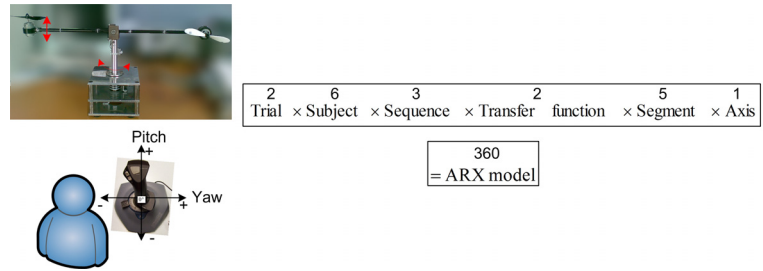 2 6 3 2 5 1
Trial × Subject × Sequence × Transfer function × Segment × Axis
360
= ARX model
Pitch
+
- + Yaw
-